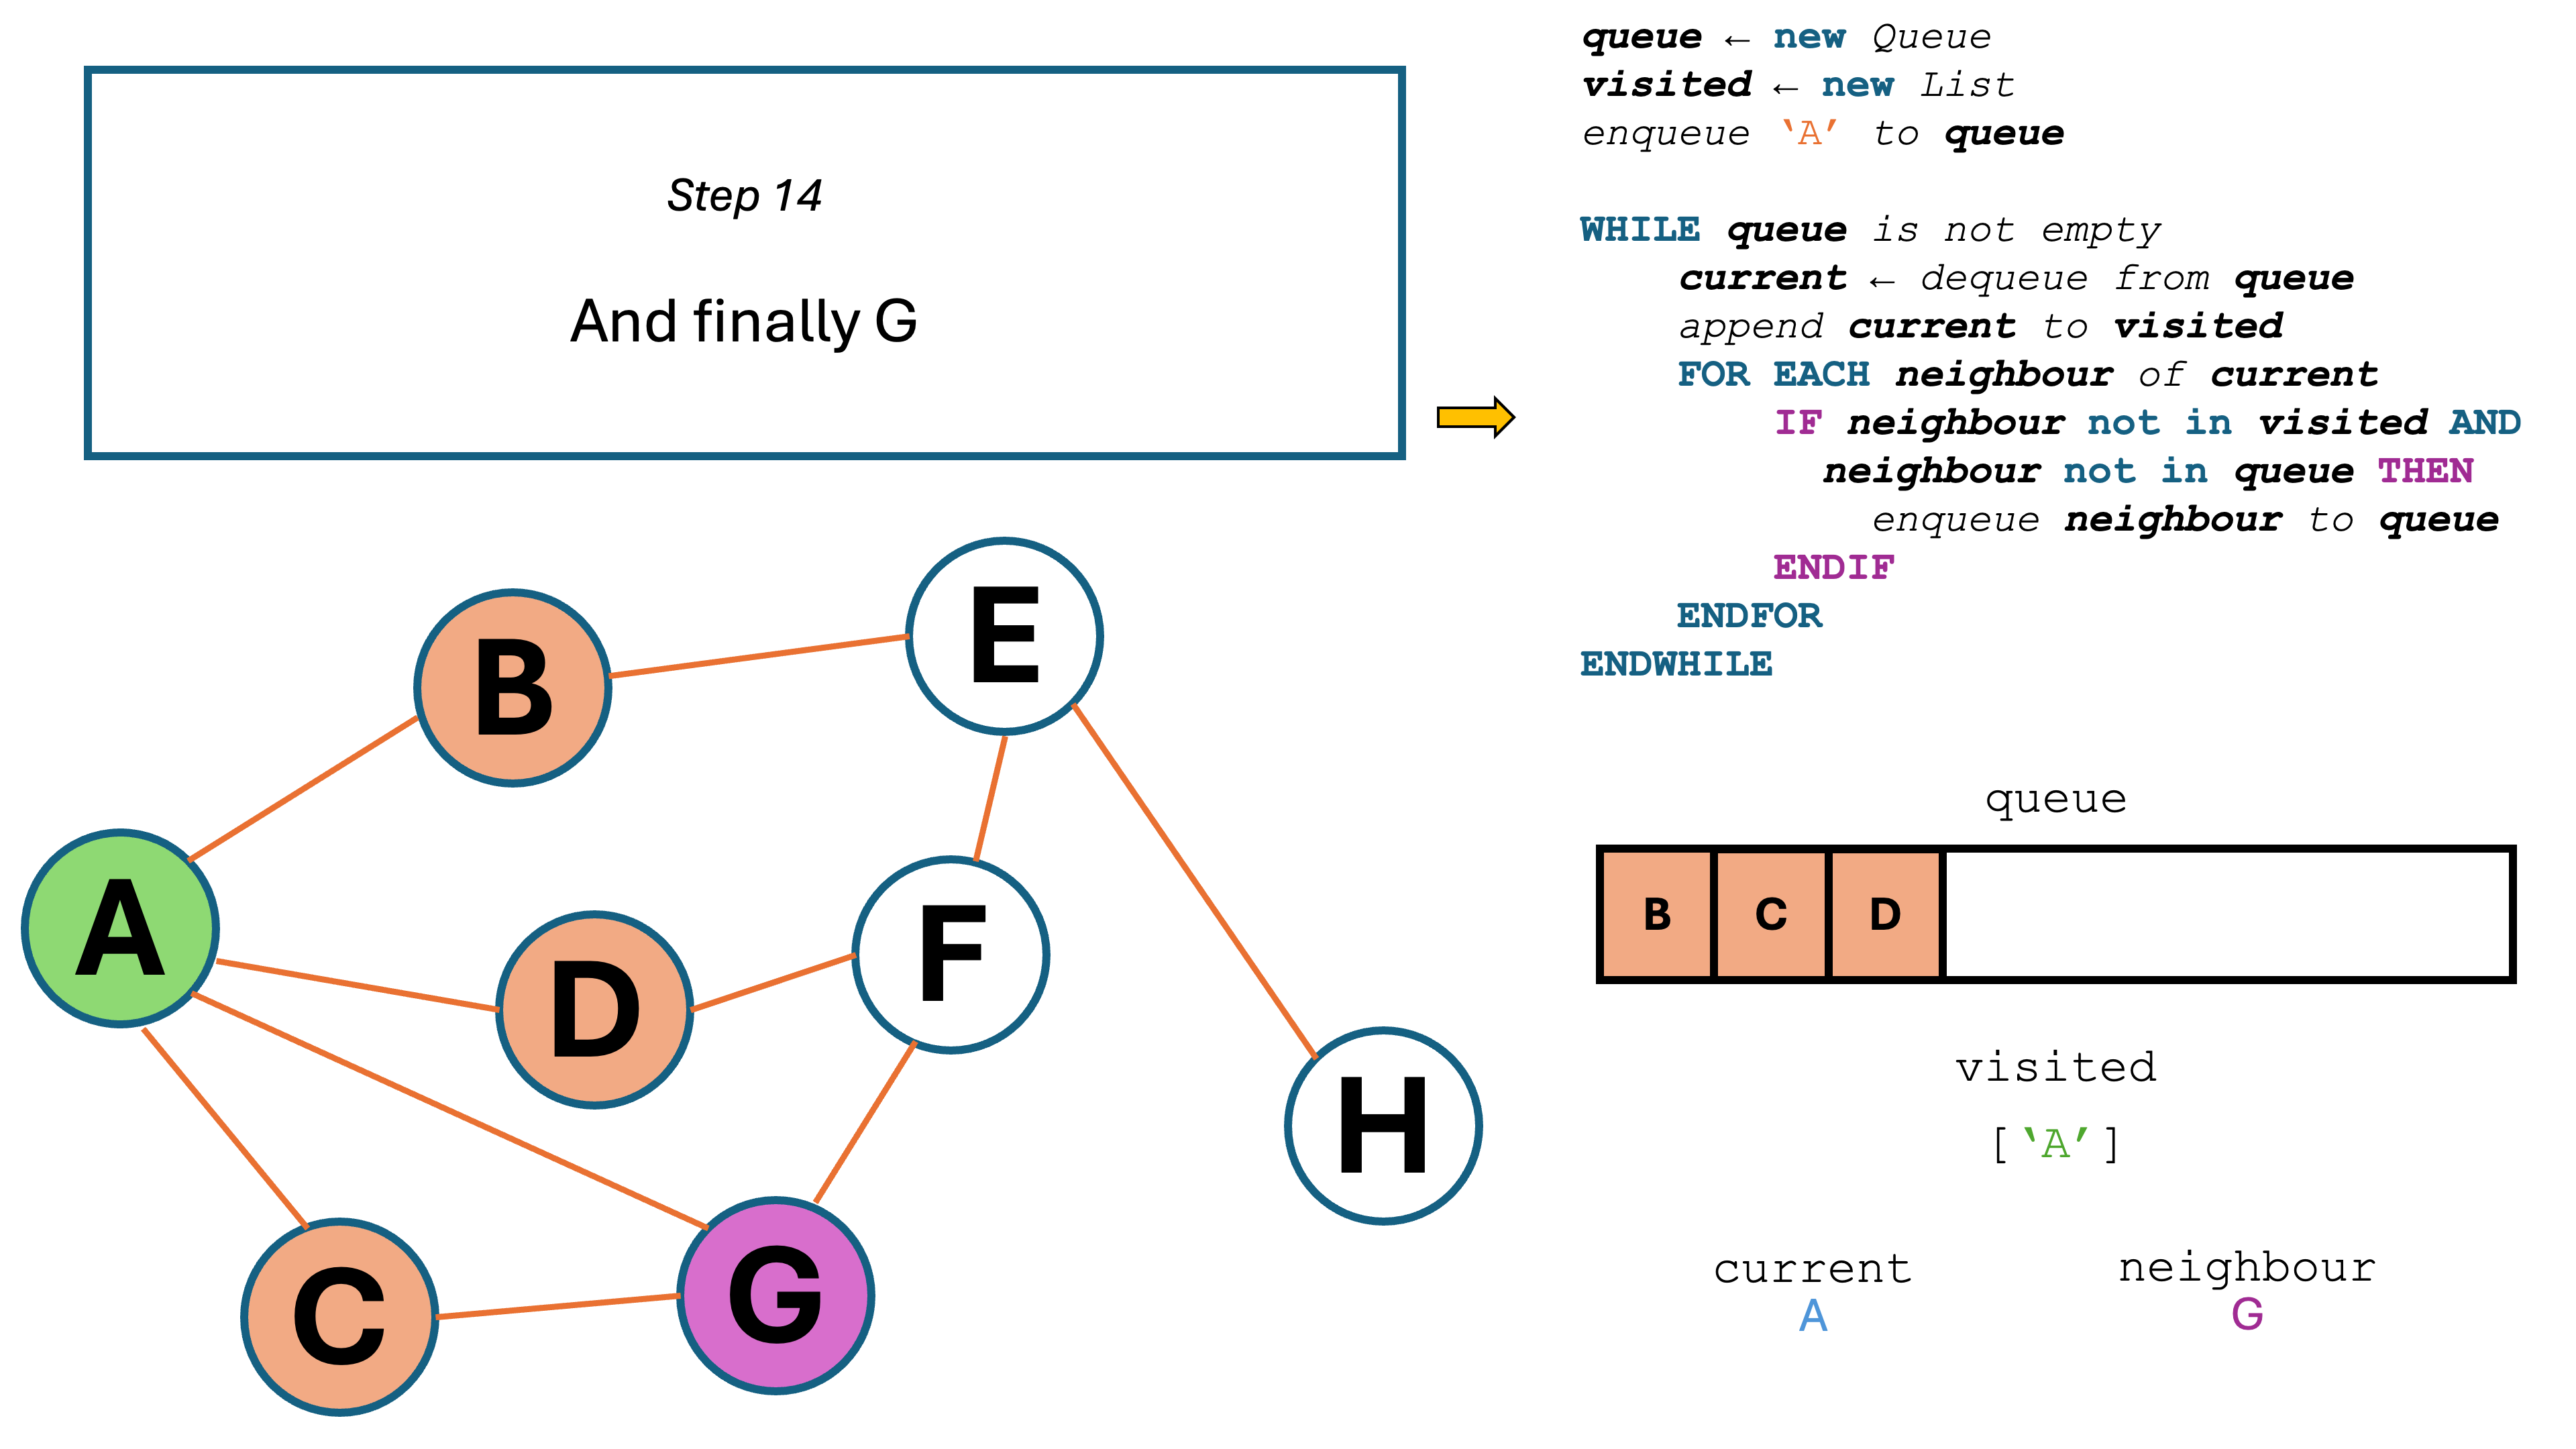 Step 14
And finally G
queue ← new Queue
visited ← new List
enqueue ‘A’ to queue
WHILE queue is not empty
current ← dequeue from queue
append current to visited
FOR EACH neighbour of current
IF neighbour not in visited AND
neighbour not in queue THEN
enqueue neighbour to queue
ENDIF
ENDFOR
ENDWHILE
E
B
A
F
D
H
G
C
queue
B C D
visited
[‘A’]
current neighbour
A G